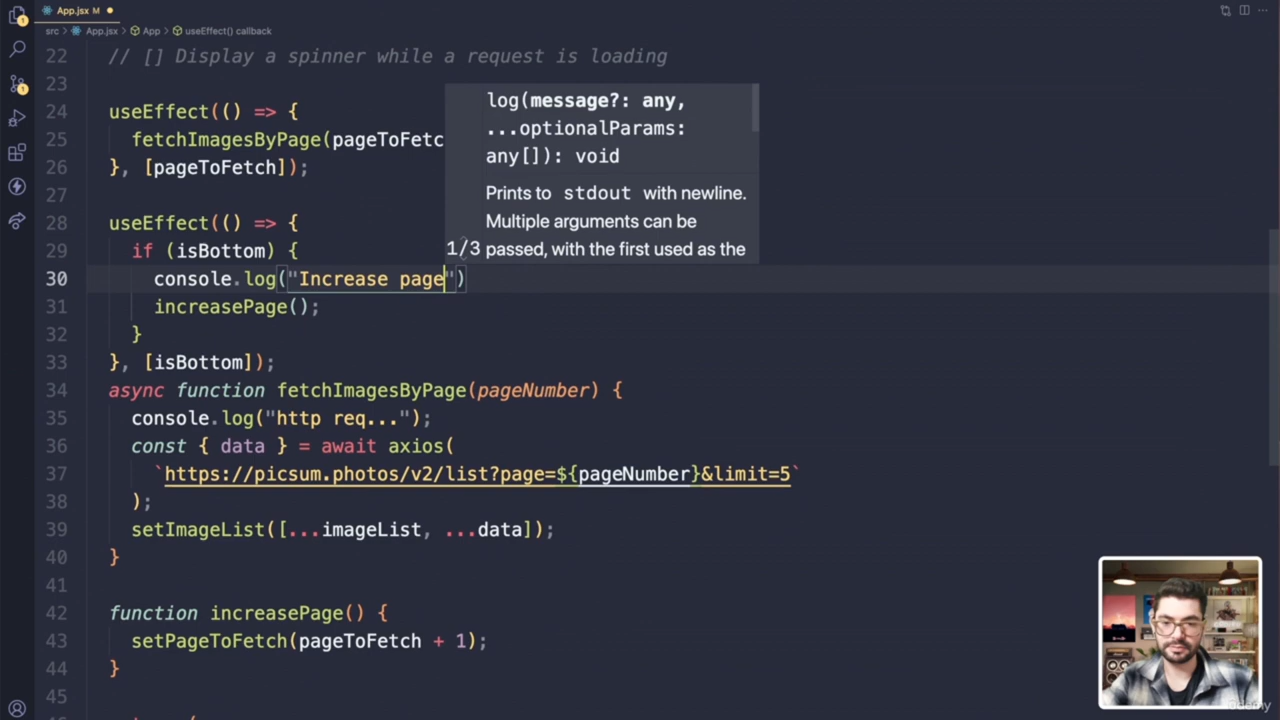 App.jsx M
src > App.jsx > App > useEffect() callback
22 // [] Display a spinner while a request is loading
23
24 useEffect(() => {
25 fetchImagesByPage(pageToFetc
26 }, [pageToFetch]);
27
28 useEffect(() => {
29 if (isBottom) {
30 console.log("Increase page")
31 increasePage();
32 }
33 }, [isBottom]);
34 async function fetchImagesByPage(pageNumber) {
35 console.log("http req...");
36 const { data } = await axios(
37 `https://picsum.photos/v2/list?page=${pageNumber}&limit=5`
38 );
39 setImageList([...imageList, ...data]);
40 }
41
42 function increasePage() {
43 setPageToFetch(pageToFetch + 1);
44 }
45
log(message?: any,
...optionalParams:
any[]): void
Prints to stdout with newline.
Multiple arguments can be
1/3 passed, with the first used as the